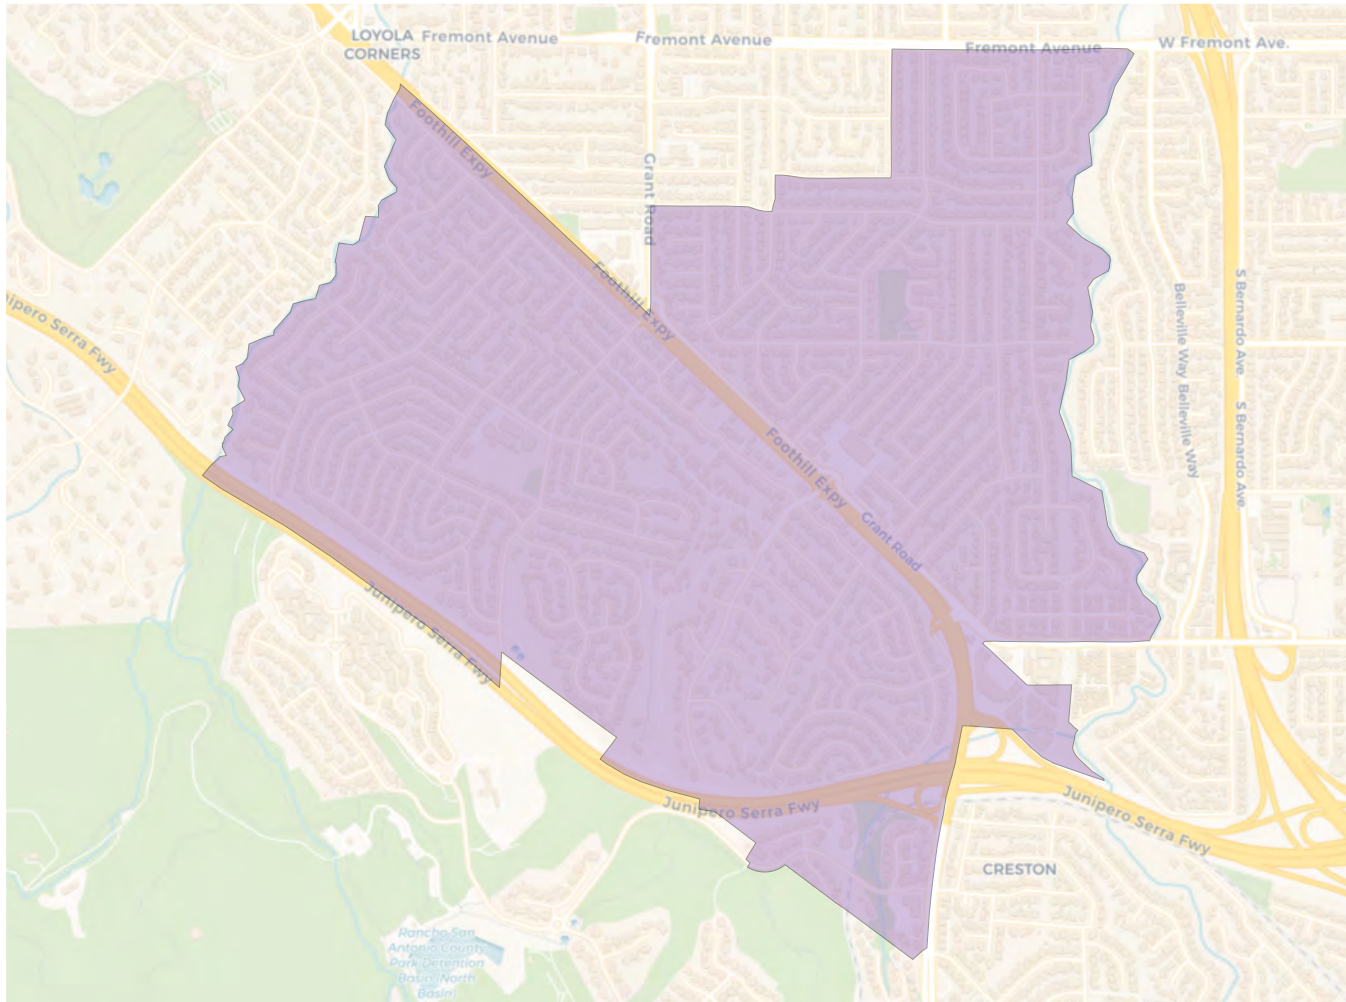 LOYOLA
CORNERS
Fremont Avenue
Fremont Avenue
Fremont Avenue
W Fremont Ave.
Foothill Expy
Grant Road
Foothill Expy
S Bernardo Ave.
Belleville Way
Belleville Way
S Bernardo Ave.
nipero Serra Fwy
Foothill Expy
Grant Road
Junipero Serra Fwy
Junipero Serra Fwy
Junipero Serra Fwy
CRESTON
Rancho San
Antonio County
Park Detention
Basin (North
Basin)